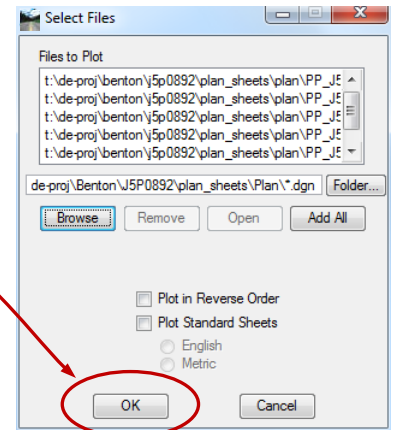 Select Files
Files to Plot
t:\de-proj\benton\j5p0892\plan_sheets\plan\PP_J5
t:\de-proj\benton\j5p0892\plan_sheets\plan\PP_J5
t:\de-proj\benton\j5p0892\plan_sheets\plan\PP_J5
t:\de-proj\benton\j5p0892\plan_sheets\plan\PP_J5
t:\de-proj\benton\j5p0892\plan_sheets\plan\PP_J5
de-proj\Benton\J5P0892\plan_sheets\Plan\*.dgn Folder...
Browse Remove Open Add All
Plot in Reverse Order
Plot Standard Sheets
English
Metric
OK Cancel